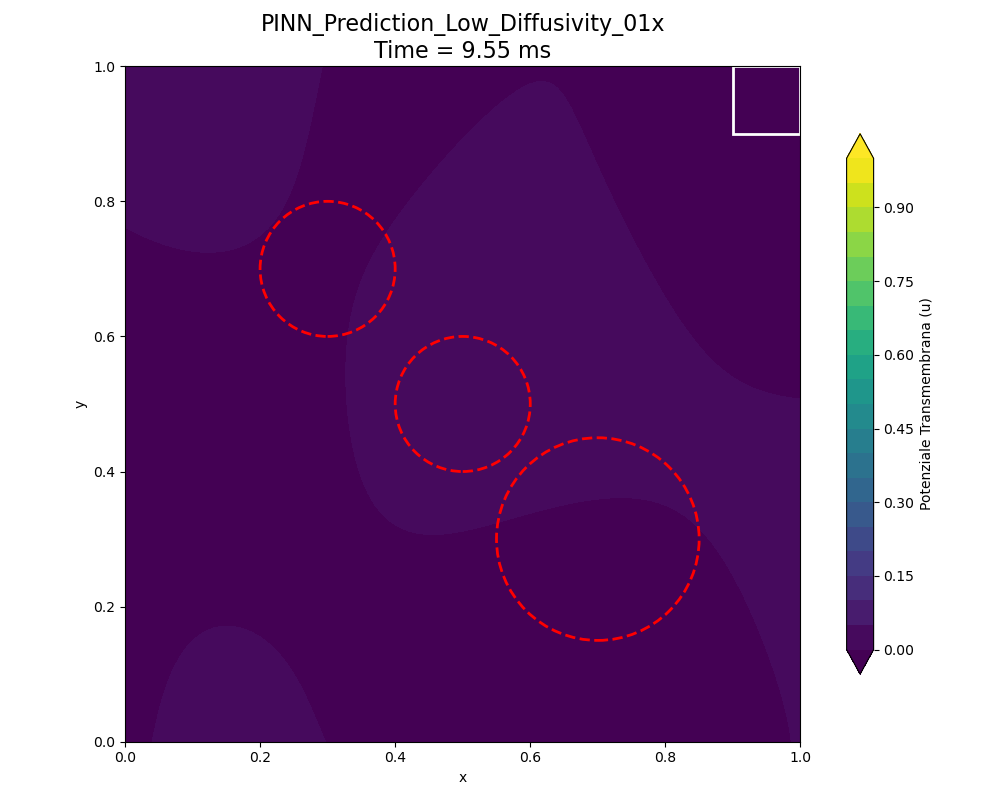 PINN_Prediction_Low_Diffusivity_01x
Time = 9.55 ms
1.0
0.8
0.6
0.4
0.2
0.0
y
0.0 0.2 0.4 0.6 0.8 1.0
x
0.90
0.75
0.60
0.45
0.30
0.15
0.00
Potenziale Transmembrana (u)